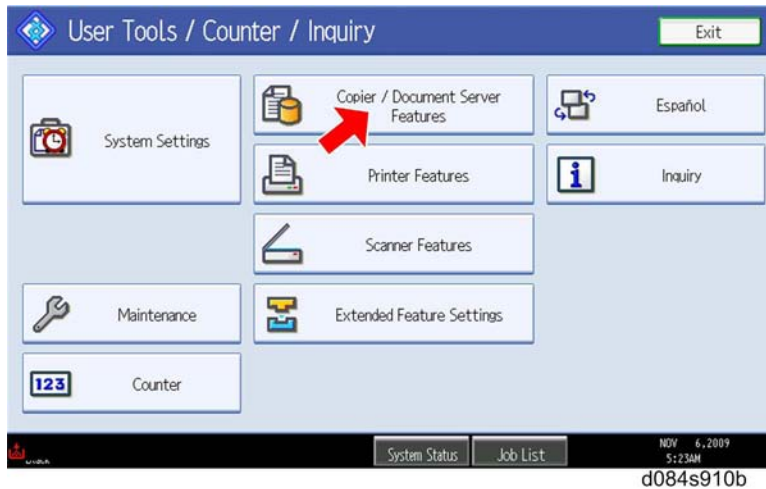 User Tools / Counter / Inquiry
Exit
System Settings
Copier / Document Server
Features
Español
Printer Features
Inquiry
Scanner Features
Maintenance
Extended Feature Settings
123
Counter
System Status
Job List
NOV 6,2009
5:23AM
d084s910b